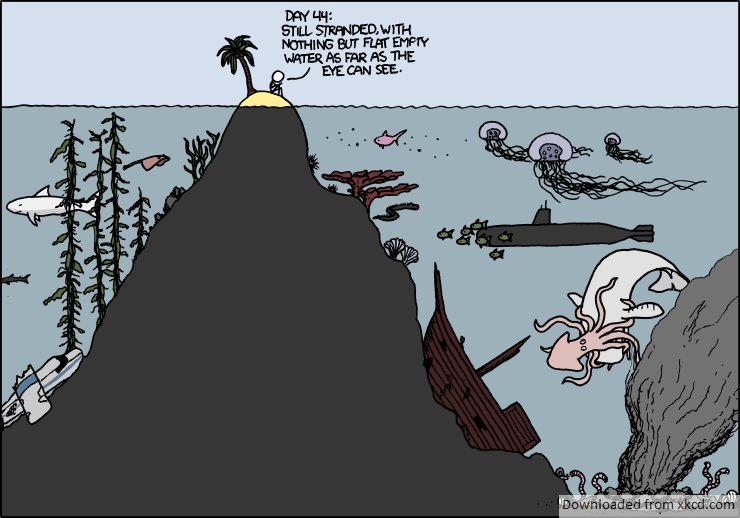 DAY 44:
STILL STRANDED, WITH
NOTHING BUT FLAT EMPTY
WATER AS FAR AS THE
EYE CAN SEE.
Downloaded from xkcd.com